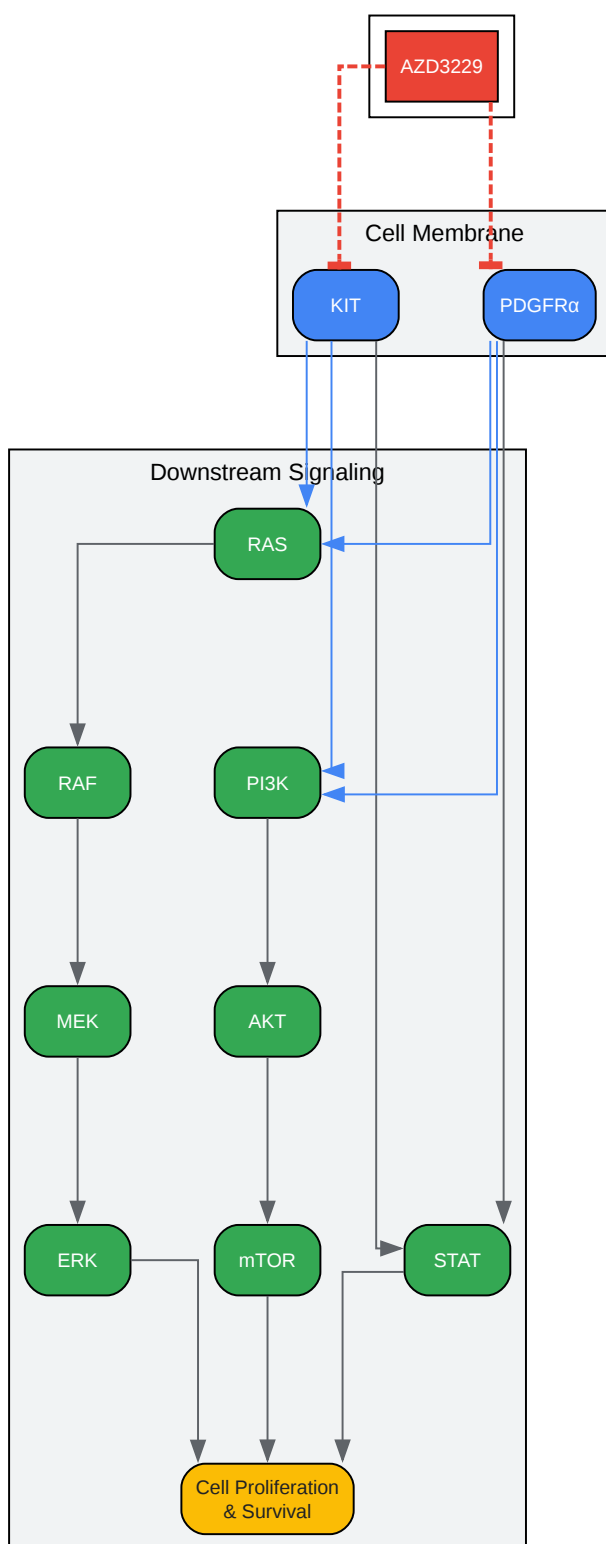 AZD3229
Cell Membrane
KIT
PDGFRα
Downstream Signaling
RAS
RAF
PI3K
MEK
AKT
ERK
mTOR
STAT
Cell Proliferation
& Survival